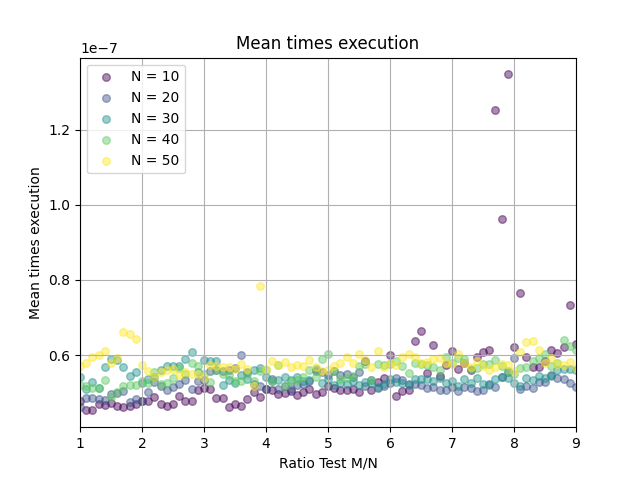 Mean times execution
1e−7
N = 10
N = 20
N = 30
N = 40
N = 50
1.2
1.0
0.8
0.6
Mean times execution
1 2 3 4 5 6 7 8 9
Ratio Test M/N